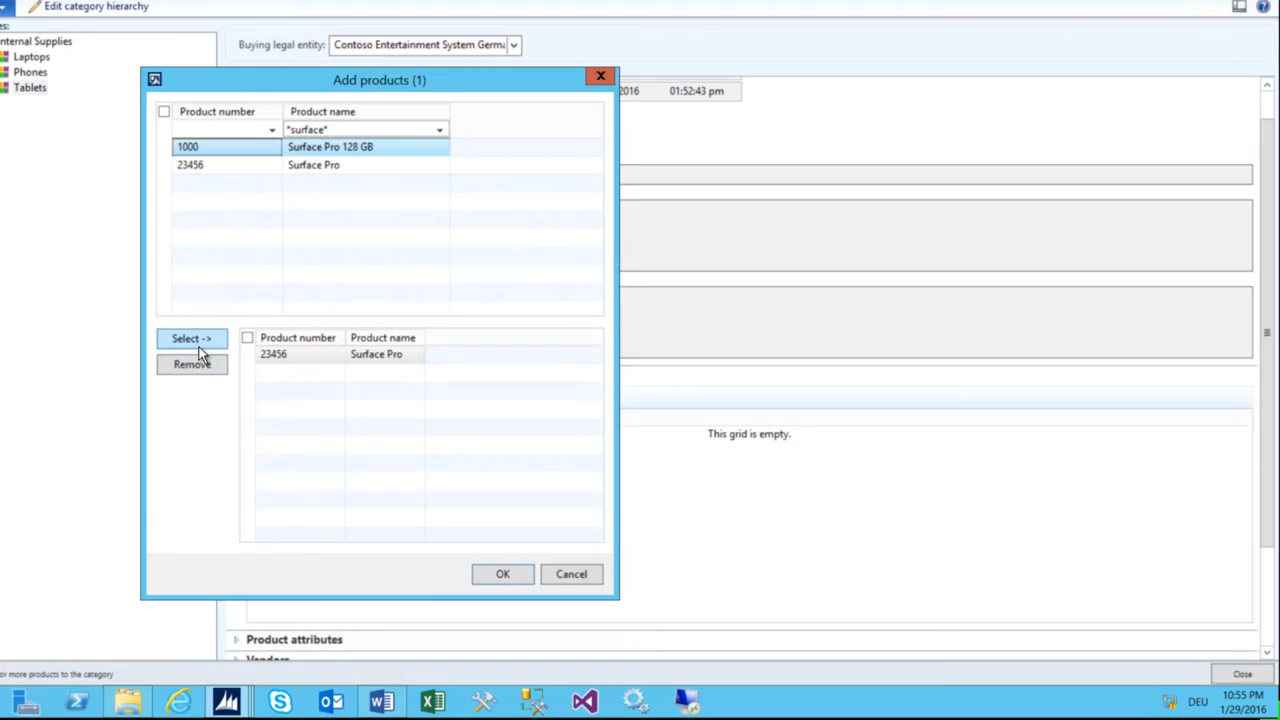 Edit category hierarchy
es:
nternal Supplies
Laptops
Phones
Tablets
Buying legal entity: Contoso Entertainment System Germa
2016 01:52:43 pm
Add products (1)
X
Product number Product name
"surface"
1000 Surface Pro 128 GB
23456 Surface Pro
Select ->
Remove
Product number Product name
23456 Surface Pro
This grid is empty.
OK
Cancel
Product attributes
or more products to the category
Close
DEU
10:55 PM
1/29/2016